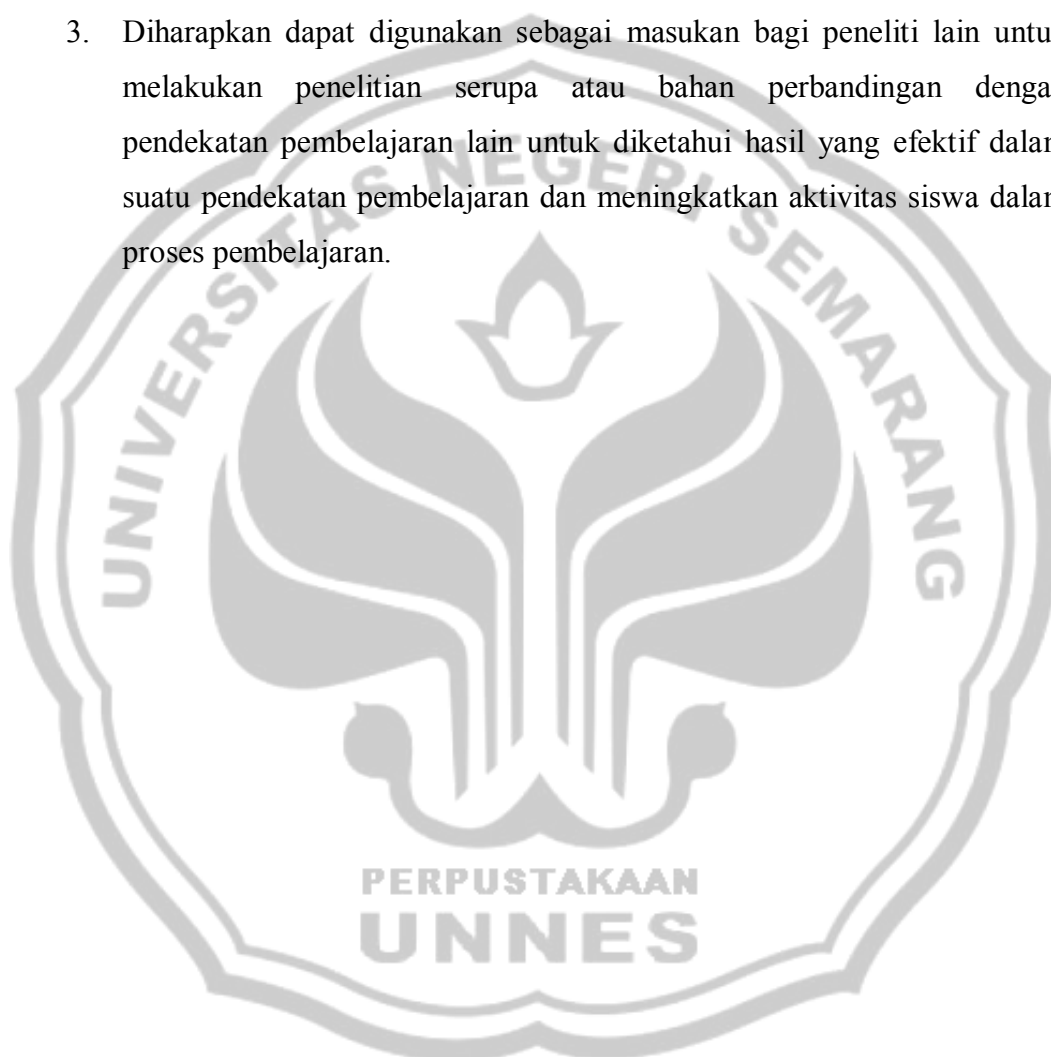 3. Diharapkan dapat digunakan sebagai masukan bagi peneliti lain untu
melakukan penelitian serupa atau bahan perbandingan denga
pendekatan pembelajaran lain untuk diketahui hasil yang efektif dalar
suatu pendekatan pembelajaran dan meningkatkan aktivitas siswa dalar
proses pembelajaran.
UNIVERSITAS NEGERI SEMARANG
PERPUSTAKAAN
UNNES